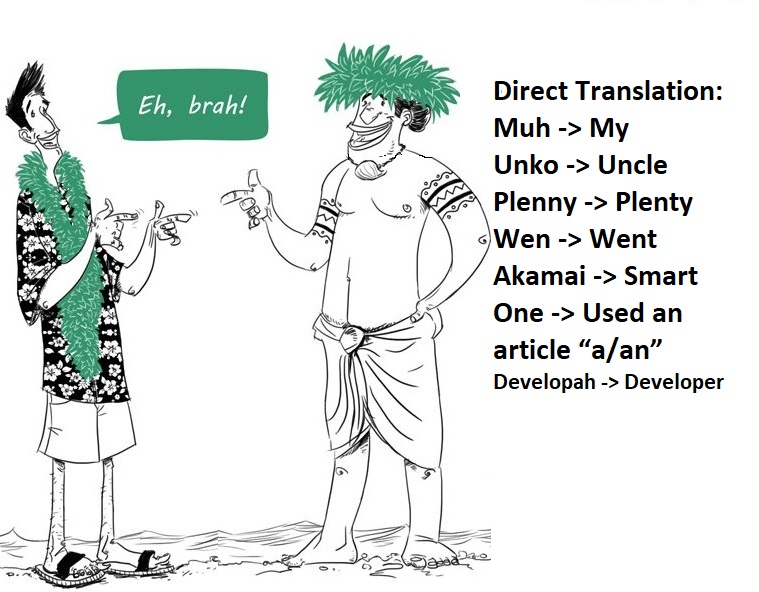 Eh, brah!
Direct Translation:
Muh -> My
Unko -> Uncle
Plenny -> Plenty
Wen -> Went
Akamai -> Smart
One -> Used an
article “a/an”
Developah -> Developer